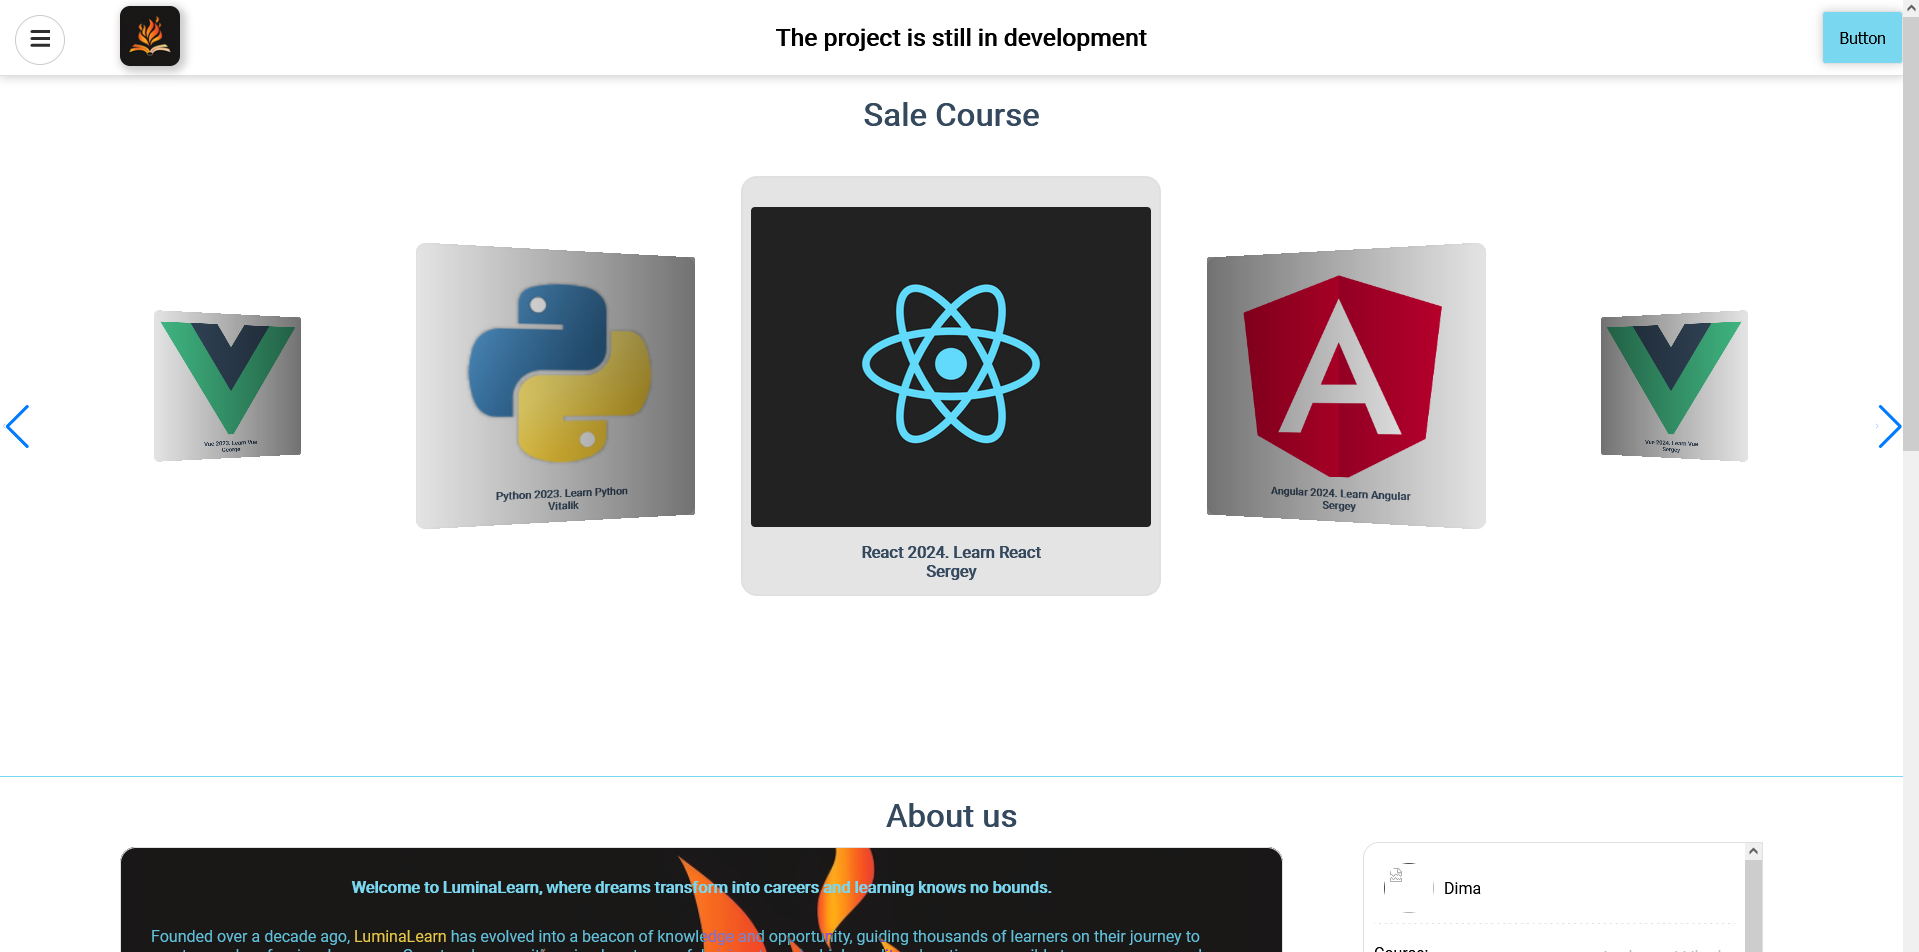 The project is still in development
Button
Sale Course
Vue 2023. Learn Vue
George
Python 2023. Learn Python
Vitalik
React 2024. Learn React
Sergey
Angular 2024. Learn Angular
Sergey
Vue 2024. Learn Vue
Sergey
About us
Welcome to LuminaLearn, where dreams transform into careers and learning knows no bounds.
Founded over a decade ago, LuminaLearn has evolved into a beacon of knowledge and opportunity, guiding thousands of learners on their journey to
Dima